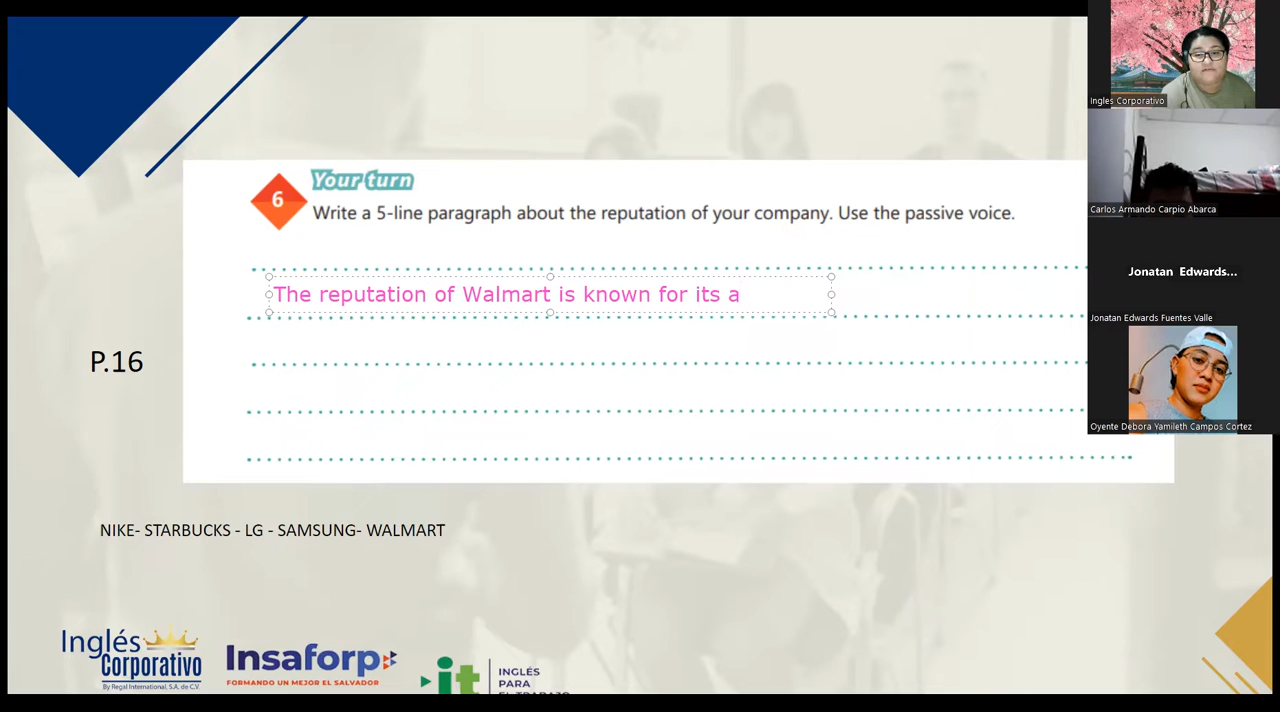 Your turn
6
Write a 5-line paragraph about the reputation of your company. Use the passive voice.
The reputation of Walmart is known for its a
P.16
NIKE- STARBUCKS - LG - SAMSUNG- WALMART
Inglés
Corporativo
By Regal International, S.A. de C.V.
Insaforp
FORMANDO UN MEJOR EL SALVADOR
it
INGLÉS
PARA
EL TRABAJO
Ingles Corporativo
Carlos Armando Carpio Abarca
Jonatan Edwards...
Jonatan Edwards Fuentes Valle
Oyente Debora Yamileth Campos Cortez